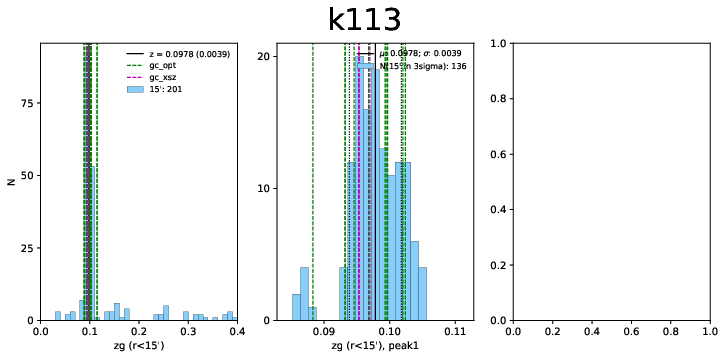 k113
z = 0.0978 (0.0039)
gc_opt
gc_xsz
15': 201
N
75
50
25
0
0.0 0.1 0.2 0.3 0.4
zg (r<15')
μ: 0.0978; σ: 0.0039
N(15' in 3sigma): 136
20
10
0
0.09 0.10 0.11
zg (r<15'), peak1
1.0
0.8
0.6
0.4
0.2
0.0
0.0 0.2 0.4 0.6 0.8 1.0